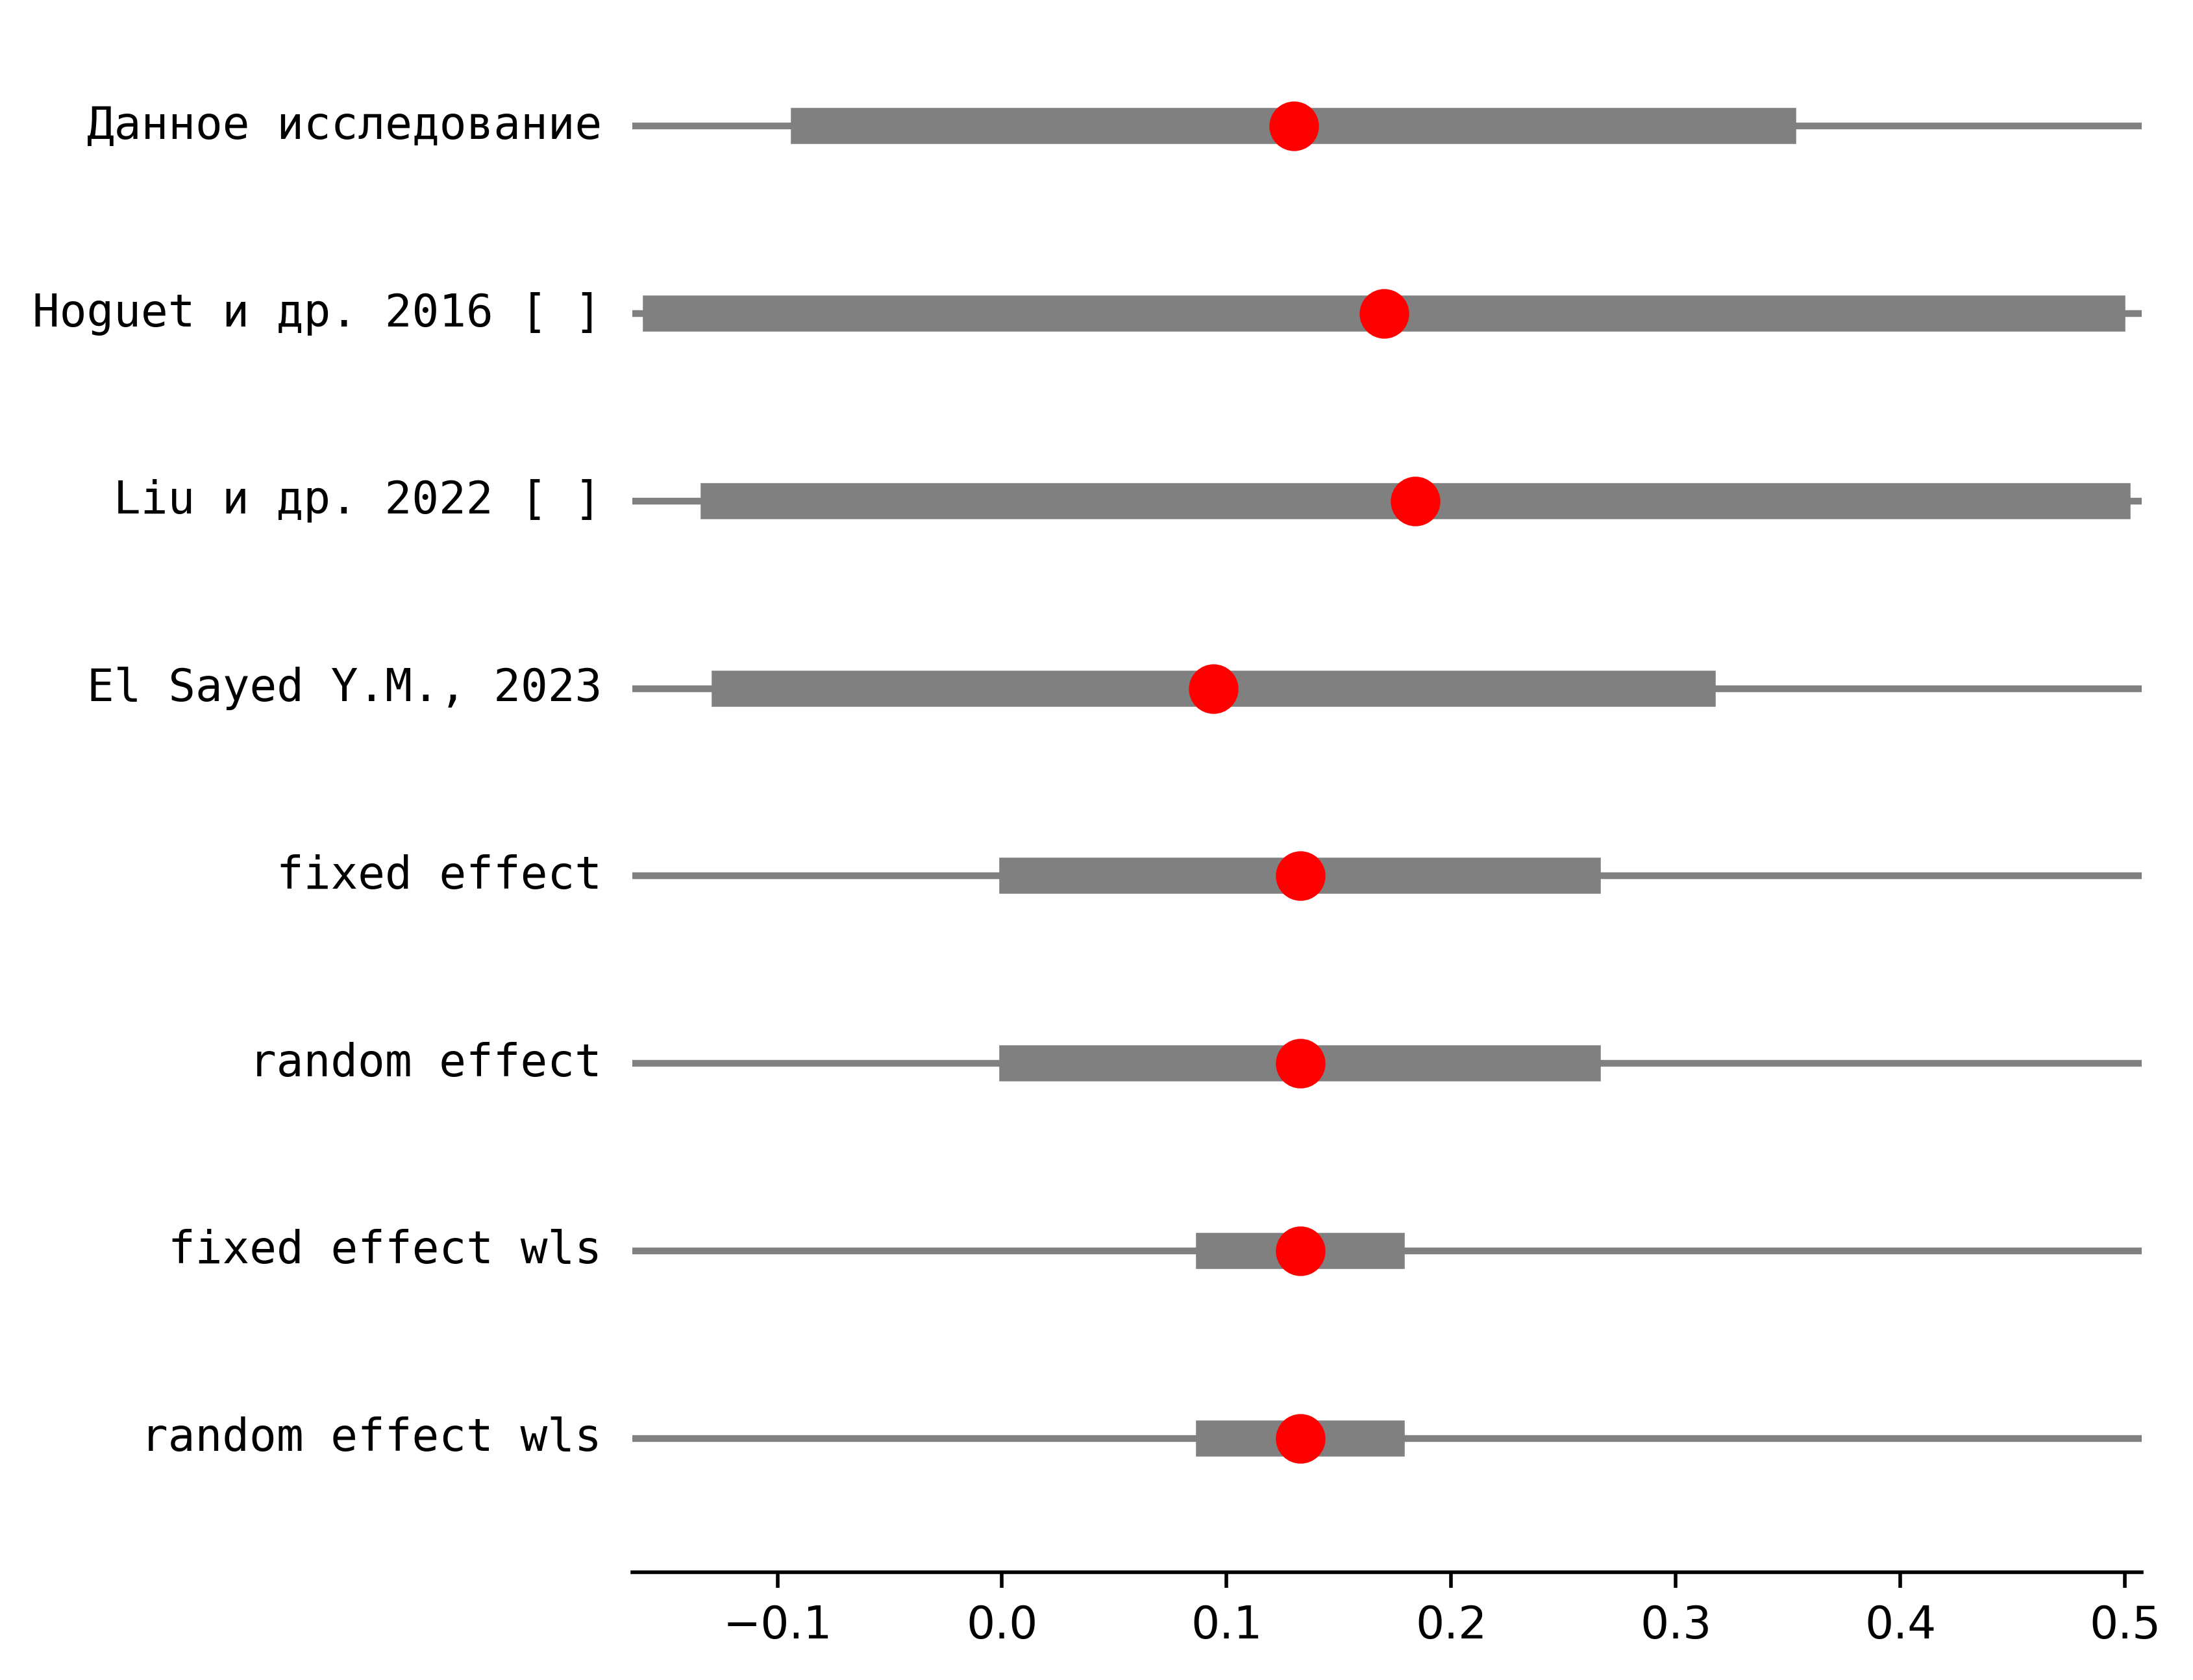 Данное исследование
Hoguet и др. 2016 [ ]
Liu и др. 2022 [ ]
El Sayed Y.M., 2023
fixed effect
random effect
fixed effect wls
random effect wls
−0.1 0.0 0.1 0.2 0.3 0.4 0.5